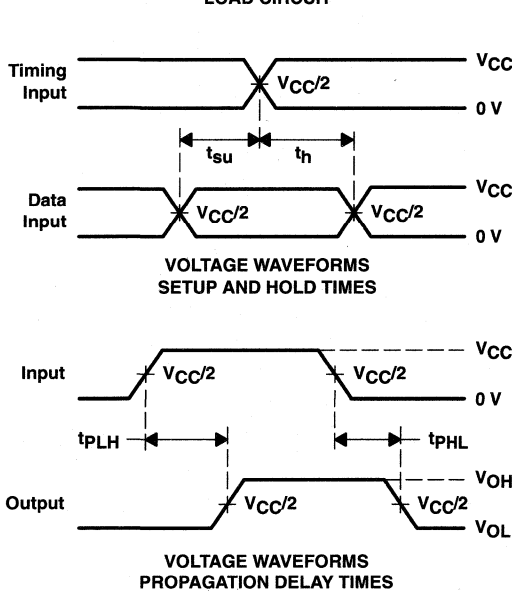 LOAD CIRCUIT
Timing
Input
VCC/2
VCC
0 V
tsu
th
Data
Input
VCC/2
VCC/2
VCC
0 V
VOLTAGE WAVEFORMS
SETUP AND HOLD TIMES
Input
VCC/2
VCC/2
VCC
0 V
tPLH
tPHL
Output
VCC/2
VCC/2
VOH
VOL
VOLTAGE WAVEFORMS
PROPAGATION DELAY TIMES